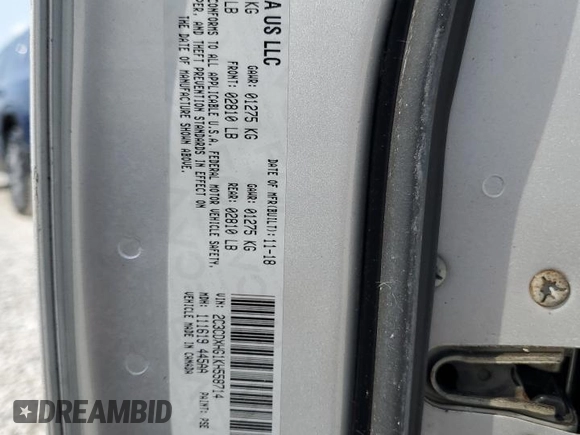 A US LLC
DATE OF MFR(BUILT): 11-18
GAWR: 01275 KG
GAWR: 01275 KG
FRONT: 02810 LB
REAR: 02810 LB
KG
LB
CONFORMS TO ALL APPLICABLE U.S.A. FEDERAL MOTOR VEHICLE SAFETY,
PER, AND THEFT PREVENTION STANDARDS IN EFFECT ON
THE DATE OF MANUFACTURE SHOWN ABOVE.
VIN: 2C3CDXHG1KH558714
MDH: 111619 445AA
VEHICLE MADE IN CANADA
DREAMBID